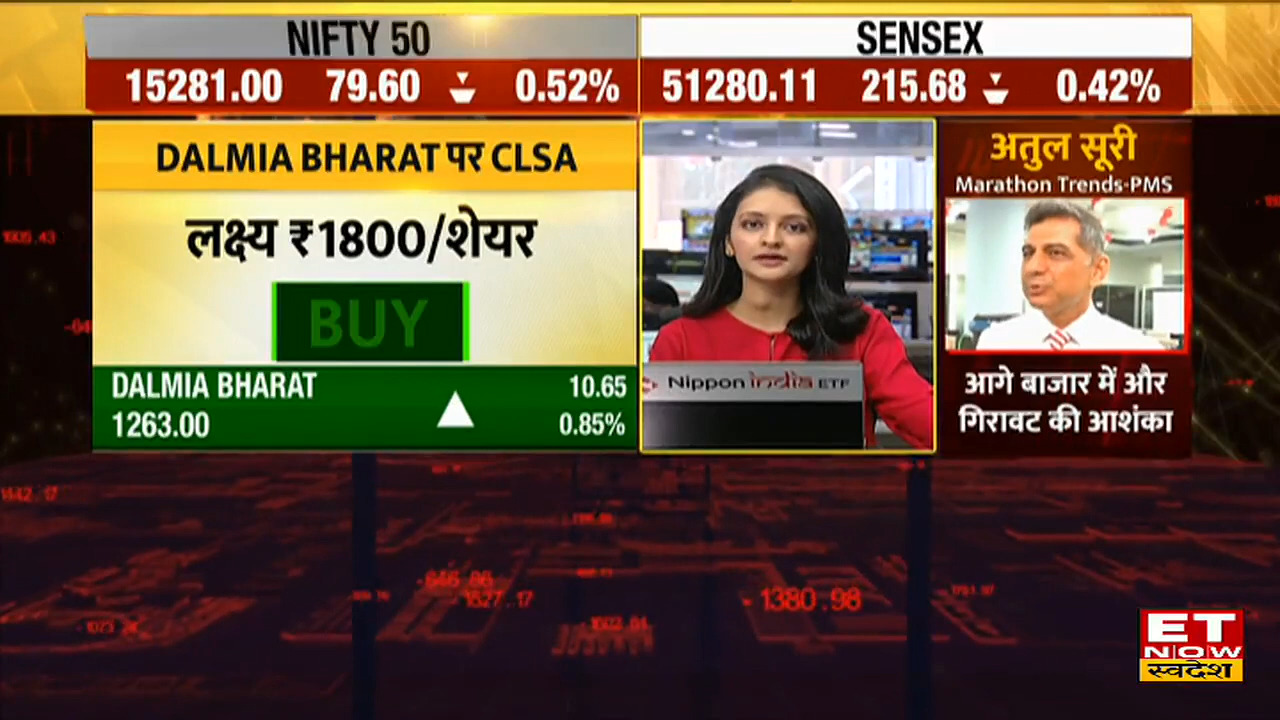 NIFTY 50
15281.00 79.60 0.52%
SENSEX
51280.11 215.68 0.42%
DALMIA BHARAT पर CLSA
लक्ष्य ₹1800/शेयर
BUY
DALMIA BHARAT 10.65
1263.00 0.85%
Nippon india ETF
अतुल सूरी
Marathon Trends-PMS
आगे बाजार में और
गिरावट की आशंका
-1380.98
ET
NOW
स्वदेश